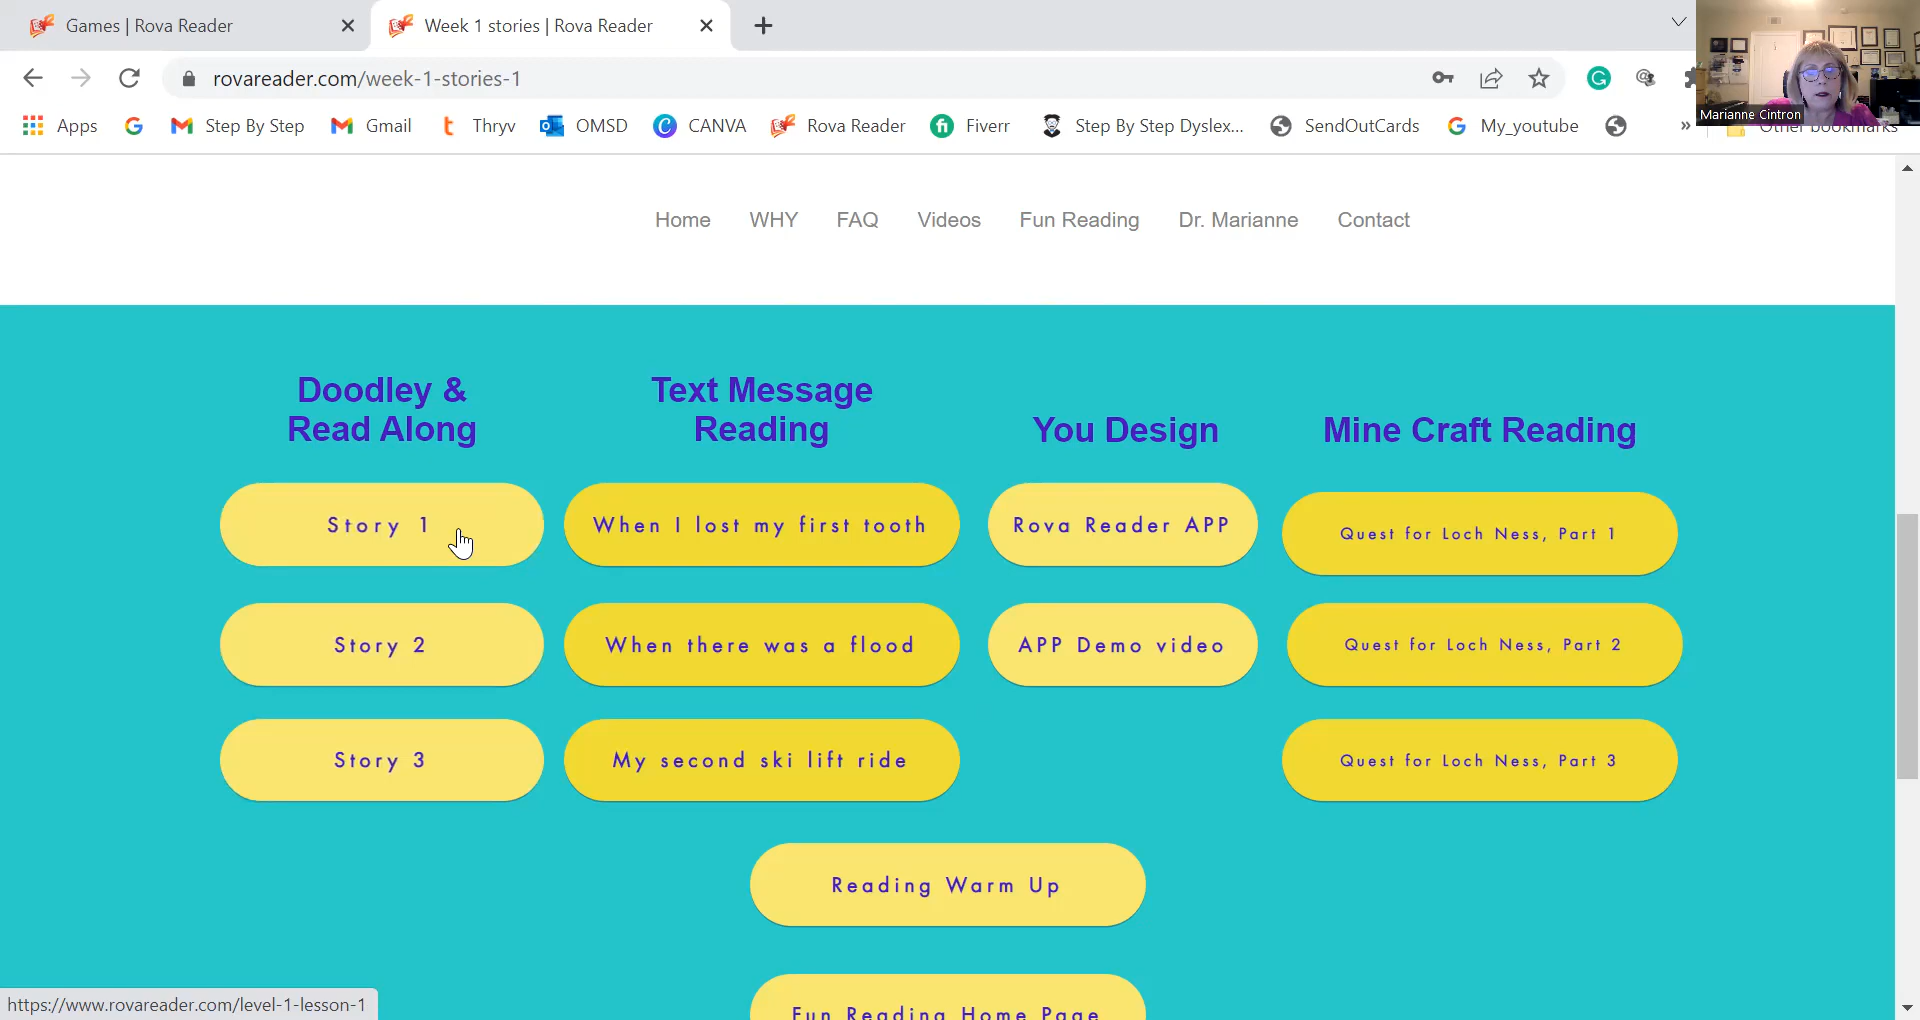 Games | Rova Reader
Week 1 stories | Rova Reader
rovareader.com/week-1-stories-1
Marianne Cintron
Apps
Step By Step
Gmail
Thryv
OMSD
CANVA
Rova Reader
Fiverr
Step By Step Dyslex...
SendOutCards
My_youtube
Other bookmarks
Home
WHY
FAQ
Videos
Fun Reading
Dr. Marianne
Contact
Doodley &
Read Along
Story 1
Story 2
Story 3
Text Message
Reading
When I lost my first tooth
When there was a flood
My second ski lift ride
You Design
Rova Reader APP
APP Demo video
Mine Craft Reading
Quest for Loch Ness, Part 1
Quest for Loch Ness, Part 2
Quest for Loch Ness, Part 3
Reading Warm Up
Fun Reading Home Page
https://www.rovareader.com/level-1-lesson-1